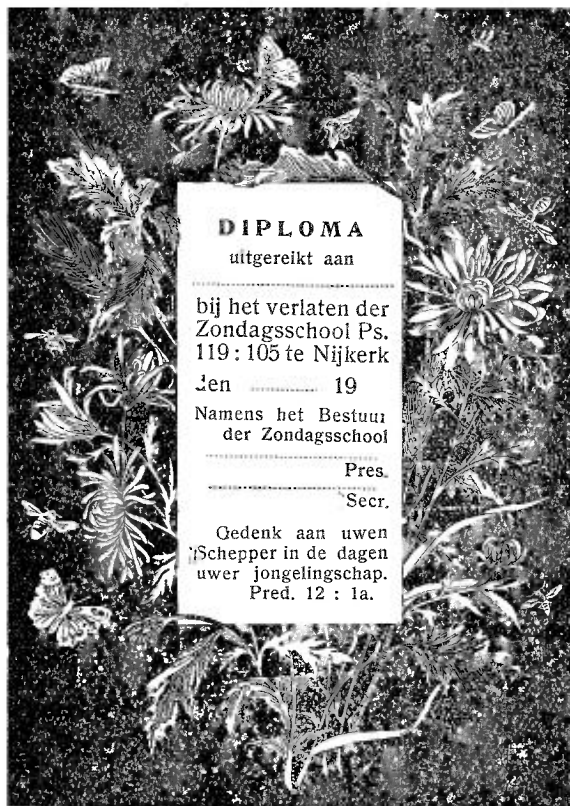 DIPLOMA
uitgereikt aan
bij het verlaten der
Zondagsschool Ps.
119 : 105 te Nijkerk
den 19
Namens het Bestuur
der Zondagsschool
Pres.
Secr.
Gedenk aan uwen
Schepper in de dagen
uwer jongelingschap.
Pred. 12 : 1a.